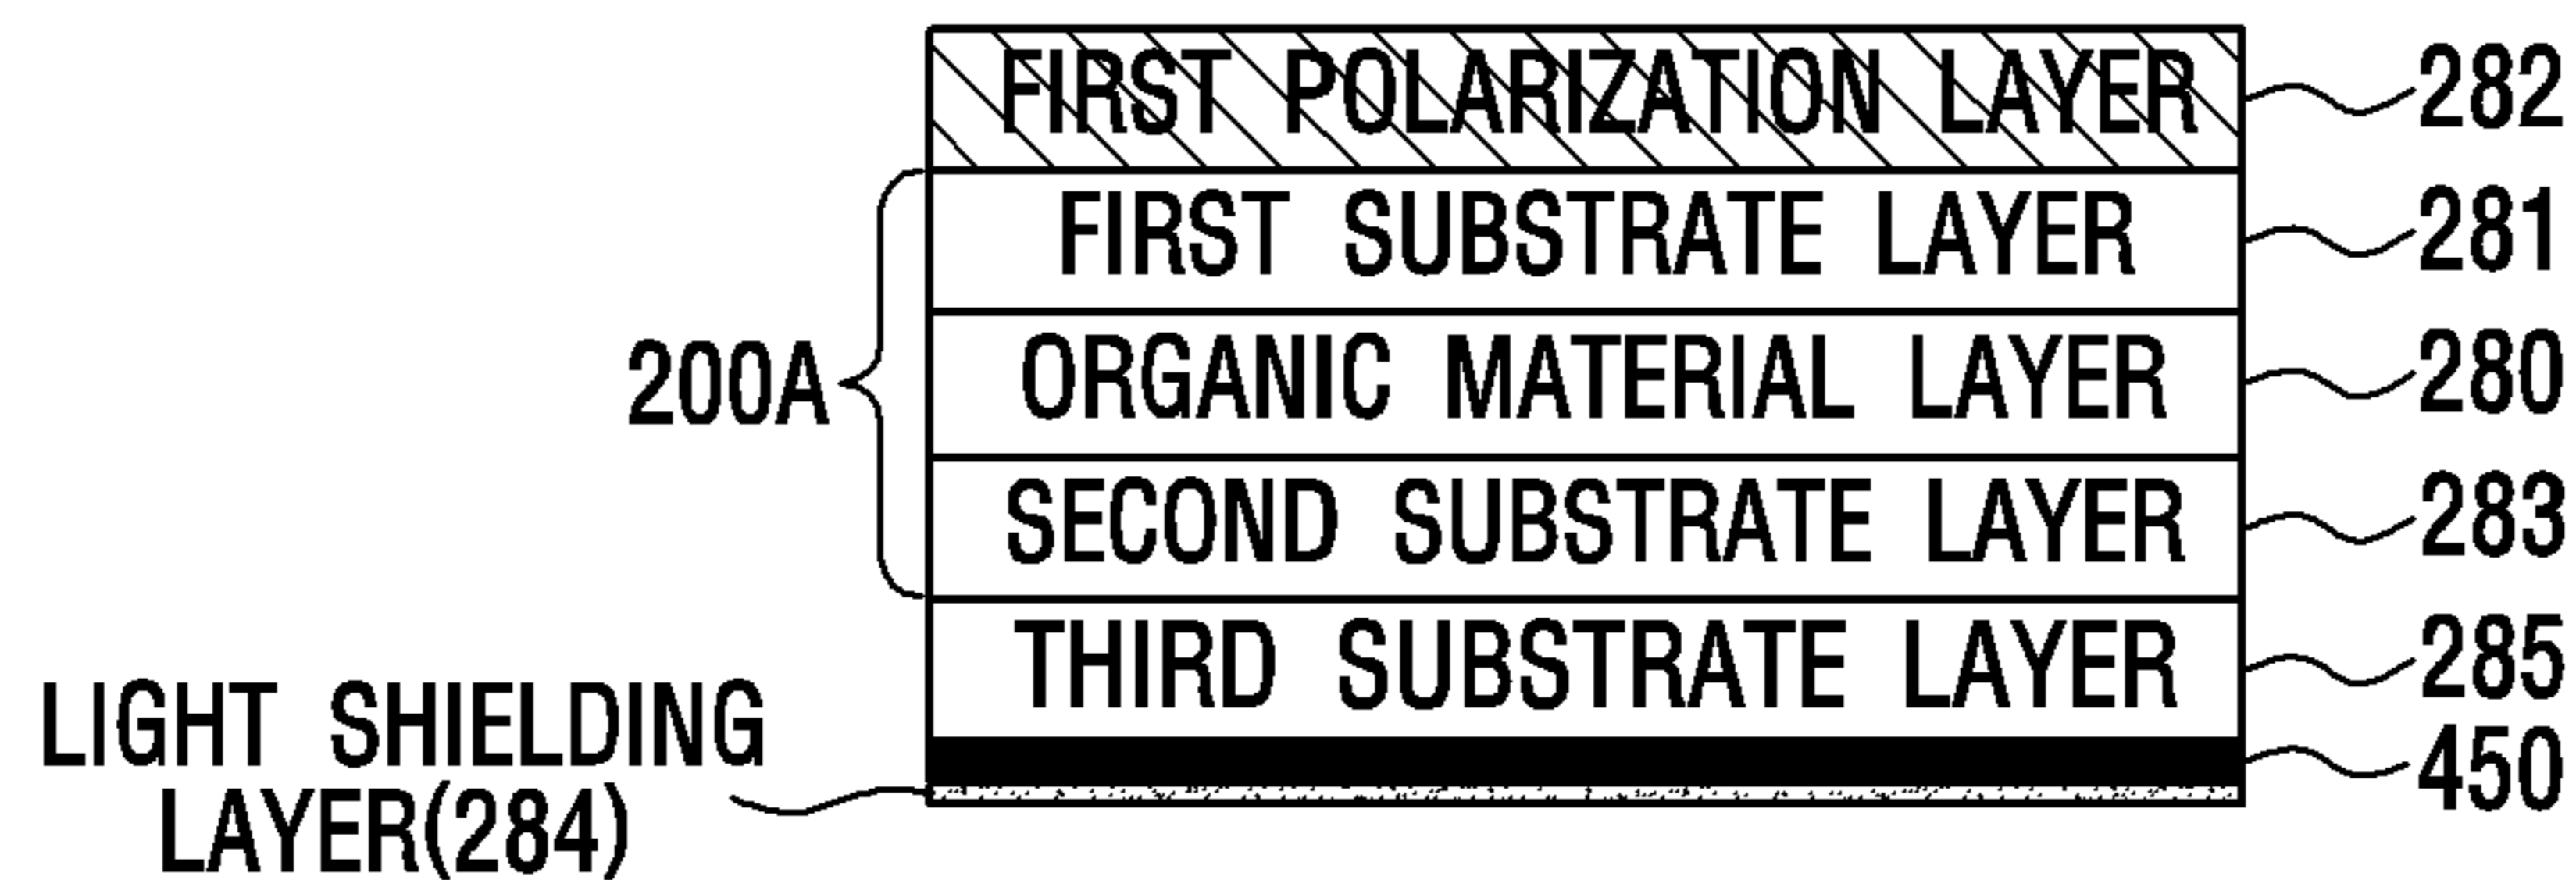 FIRST POLARIZATION LAYER 282
FIRST SUBSTRATE LAYER 281
200A
ORGANIC MATERIAL LAYER 280
SECOND SUBSTRATE LAYER 283
THIRD SUBSTRATE LAYER 285
LIGHT SHIELDING
LAYER(284)
450